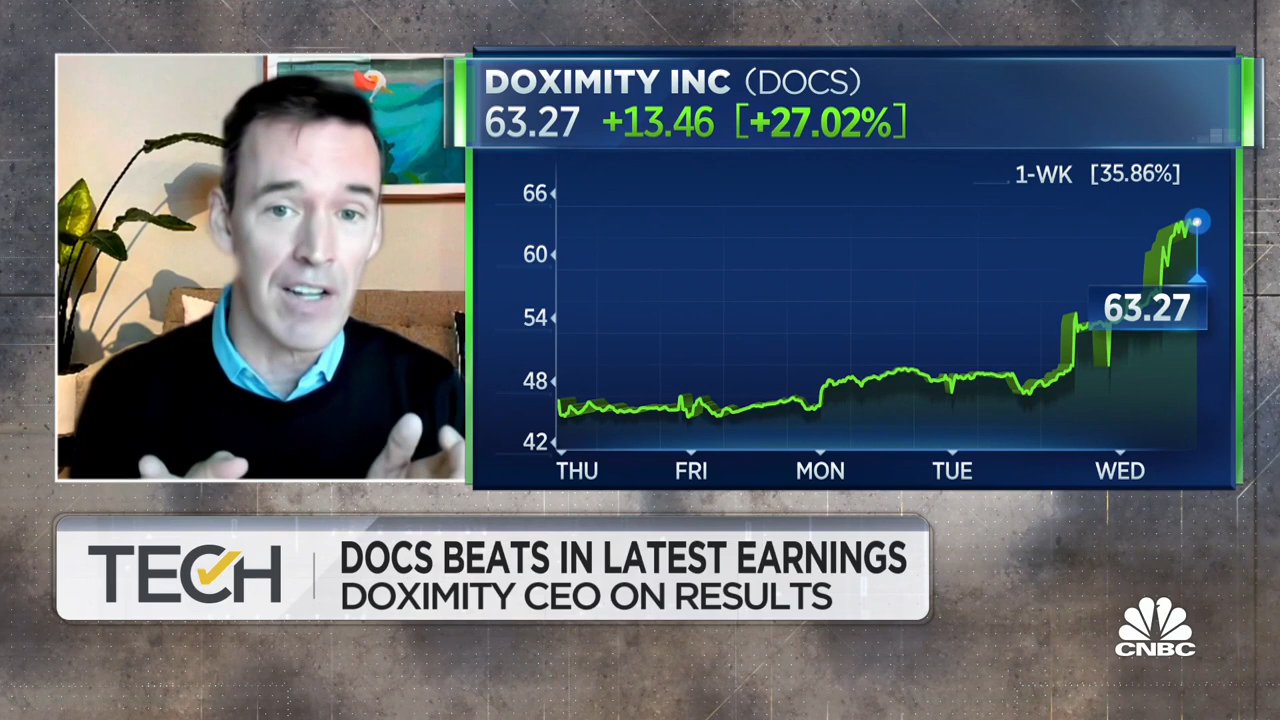 DOXIMITY INC (DOCS)
63.27 +13.46 [+27.02%]
1-WK [35.86%]
66
60
54
48
42
63.27
THU FRI MON TUE WED
TECH
DOCS BEATS IN LATEST EARNINGS
DOXIMITY CEO ON RESULTS
CNBC